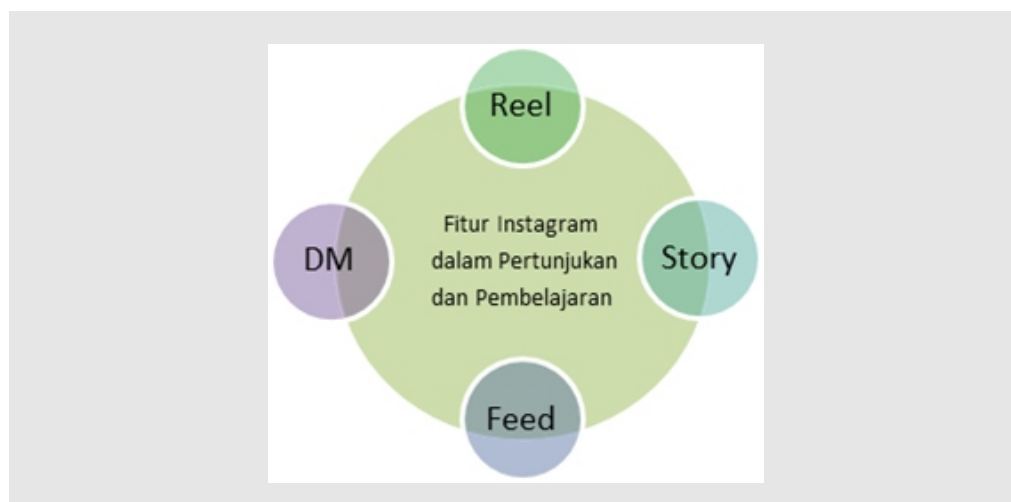 Reel
Fitur Instagram
dalam Pertunjukan
dan Pembelajaran
DM
Story
Feed